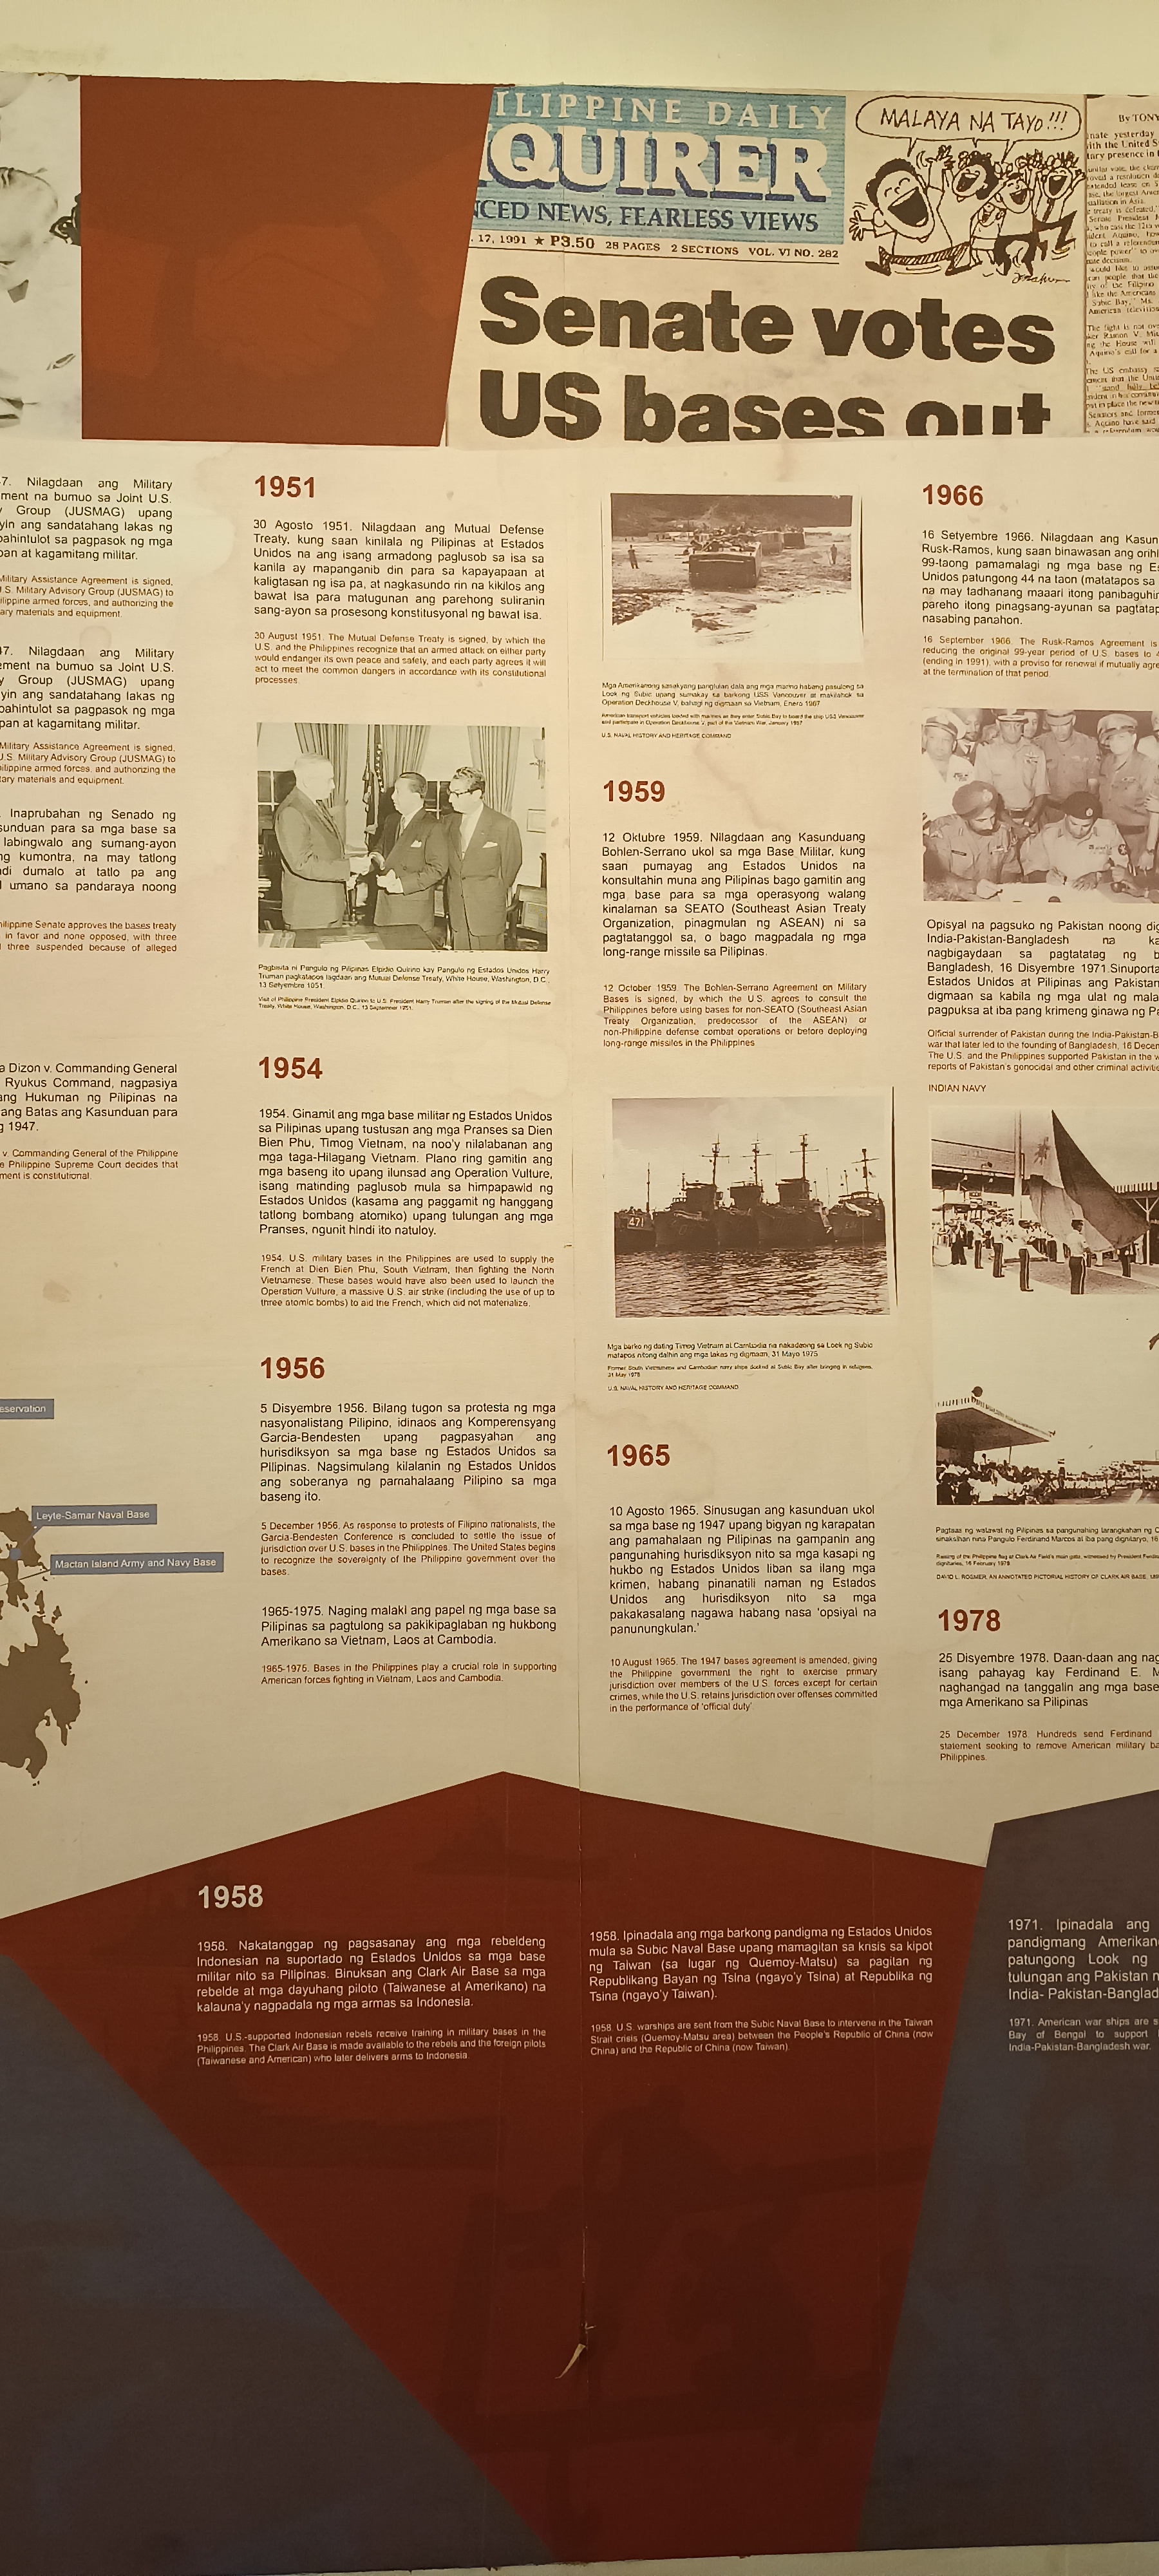 ILIPPINE DAILY
QUIRER
NCED NEWS, FEARLESS VIEWS
. 17, 1991 ★ P3.50 28 PAGES 2 SECTIONS VOL. VI NO. 282
MALAYA NA TAYO!!!
Senate votes
US bases out
By TONY
7. Nilagdaan ang Military
ment na bumuo sa Joint U.S.
y Group (JUSMAG) upang
yin ang sandatahang lakas ng
pahintulot sa pagpasok ng mga
pan at kagamitang militar.
Military Assistance Agreement is signed,
U.S. Military Advisory Group (JUSMAG) to
ilippine armed forces, and authorizing the
ary materials and equipment.
47. Nilagdaan ang Military
ement na bumuo sa Joint U.S.
y Group (JUSMAG) upang
yin ang sandatahang lakas ng
pahintulot sa pagpasok ng mga
pan at kagamitang militar.
Military Assistance Agreement is signed,
U.S. Military Advisory Group (JUSMAG) to
ilippine armed forces, and authorizing the
tary materials and equipment.
. Inaprubahan ng Senado ng
sunduan para sa mga base sa
labingwalo ang sumang-ayon
ng kumontra, na may tatlong
ndi dumalo at tatlo pa ang
l umano sa pandaraya noong
hilippine Senate approves the bases treaty
in favor and none opposed, with three
three suspended because of alleged
a Dizon v. Commanding General
Ryukus Command, nagpasiya
ang Hukuman ng Pilipinas na
ang Batas ang Kasunduan para
g 1947.
v. Commanding General of the Philippine
e Philippine Supreme Court decides that
ment is constitutional.
eservation
Leyte-Samar Naval Base
Mactan Island Army and Navy Base
1951
30 Agosto 1951. Nilagdaan ang Mutual Defense
Treaty, kung saan kinilala ng Pilipinas at Estados
Unidos na ang isang armadong paglusob sa isa sa
kanila ay mapanganib din para sa kapayapaan at
kaligtasan ng isa pa, at nagkasundo rin na kikilos ang
bawat isa para matugunan ang parehong suliranin
sang-ayon sa prosesong konstitusyonal ng bawat isa.
30 August 1951. The Mutual Defense Treaty is signed, by which the
U.S. and the Philippines recognize that an armed attack on either party
would endanger its own peace and safety, and each party agrees it will
act to meet the common dangers in accordance with its constitutional
processes.
Pagbisita ni Pangulo ng Pilipinas Elpidio Quirino kay Pangulo ng Estados Unidos Harry
Truman pagkatapos lagdaan ang Mutual Defense Treaty, White House, Washington, D.C.,
13 Setyembre 1951.
Visit of Philippine President Elpidio Quirino to U.S. President Harry Truman after the signing of the Mutual Defense
Treaty, White House, Washington, D.C., 13 September 1951.
1954
1954. Ginamit ang mga base militar ng Estados Unidos
sa Pilipinas upang tustusan ang mga Pranses sa Dien
Bien Phu, Timog Vietnam, na noo'y nilalabanan ang
mga taga-Hilagang Vietnam. Plano ring gamitin ang
mga baseng ito upang ilunsad ang Operation Vulture,
isang matinding paglusob mula sa himpapawid ng
Estados Unidos (kasama ang paggamit ng hanggang
tatlong bombang atomiko) upang tulungan ang mga
Pranses, ngunit hindi ito natuloy.
1954. U.S. military bases in the Philippines are used to supply the
French at Dien Bien Phu, South Vietnam, then fighting the North
Vietnamese. These bases would have also been used to launch the
Operation Vulture, a massive U.S. air strike (including the use of up to
three atomic bombs) to aid the French, which did not materialize.
1956
5 Disyembre 1956. Bilang tugon sa protesta ng mga
nasyonalistang Pilipino, idinaos ang Komperensyang
Garcia-Bendesten upang pagpasyahan ang
hurisdiksyon sa mga base ng Estados Unidos sa
Pilipinas. Nagsimulang kilalanin ng Estados Unidos
ang soberanya ng pamahalaang Pilipino sa mga
baseng ito.
5 December 1956. As response to protests of Filipino nationalists, the
Garcia-Bendesten Conference is concluded to settle the issue of
jurisdiction over U.S. bases in the Philippines. The United States begins
to recognize the sovereignty of the Philippine government over the
bases.
1965-1975. Naging malaki ang papel ng mga base sa
Pilipinas sa pagtulong sa pakikipaglaban ng hukbong
Amerikano sa Vietnam, Laos at Cambodia.
1965-1975. Bases in the Philippines play a crucial role in supporting
American forces fighting in Vietnam, Laos and Cambodia.
Mga Amerikanong sasakyang panglulan dala ang mga marino habang pasulong sa
Look ng Subic upang sumakay sa barkong USS Vancouver at makilahok sa
Operation Deckhouse V, bahagi ng digmaan sa Vietnam, Enero 1967
American transport vehicles loaded with marines as they enter Subic Bay to board the ship USS Vancouver
and participate in Operation Deckhouse V, part of the Vietnam War, January 1967
U.S. NAVAL HISTORY AND HERITAGE COMMAND
1959
12 Oktubre 1959. Nilagdaan ang Kasunduang
Bohlen-Serrano ukol sa mga Base Militar, kung
saan pumayag ang Estados Unidos na
konsultahin muna ang Pilipinas bago gamitin ang
mga base para sa mga operasyong walang
kinalaman sa SEATO (Southeast Asian Treaty
Organization, pinagmulan ng ASEAN) ni sa
pagtatanggol sa, o bago magpadala ng mga
long-range missile sa Pilipinas.
12 October 1959. The Bohlen-Serrano Agreement on Military
Bases is signed, by which the U.S. agrees to consult the
Philippines before using bases for non-SEATO (Southeast Asian
Treaty Organization, predecessor of the ASEAN) or
non-Philippine defense combat operations or before deploying
long-range missiles in the Philippines
471
Mga barko ng dating Timog Vietnam at Cambodia na nakadaong sa Look ng Subic
matapos nitong dalhin ang mga lakas ng digmaan, 31 Mayo 1975
Former South Vietnamese and Cambodian navy ships docked at Subic Bay after bringing in refugees,
31 May 1975
U.S. NAVAL HISTORY AND HERITAGE COMMAND
1965
10 Agosto 1965. Sinusugan ang kasunduan ukol
sa mga base ng 1947 upang bigyan ng karapatan
ang pamahalaan ng Pilipinas na gampanin ang
pangunahing hurisdiksyon nito sa mga kasapi ng
hukbo ng Estados Unidos liban sa ilang mga
krimen, habang pinanatili naman ng Estados
Unidos ang hurisdiksyon nito sa mga
pakakasalang nagawa habang nasa 'opsiyal na
panunungkulan.'
10 August 1965. The 1947 bases agreement is amended, giving
the Philippine government the right to exercise primary
jurisdiction over members of the U.S. forces except for certain
crimes, while the U.S. retains jurisdiction over offenses committed
in the performance of 'official duty'.
1966
16 Setyembre 1966. Nilagdaan ang Kasun
Rusk-Ramos, kung saan binawasan ang orihi
99-taong pamamalagi ng mga base ng Es
Unidos patungong 44 na taon (matatapos sa
na may tadhanang maaari itong panibaguhin
pareho itong pinagsang-ayunan sa pagtatap
nasabing panahon.
16 September 1966. The Rusk-Ramos Agreement is
reducing the original 99-year period of U.S. bases to 4
(ending in 1991), with a proviso for renewal if mutually agre
at the termination of that period.
Opisyal na pagsuko ng Pakistan noong dig
India-Pakistan-Bangladesh na ka
nagbigaydaan sa pagtatatag ng b
Bangladesh, 16 Disyembre 1971.Sinuporta
Estados Unidos at Pilipinas ang Pakistan
digmaan sa kabila ng mga ulat ng mala
pagpuksa at iba pang krimeng ginawa ng Pa
Official surrender of Pakistan during the India-Pakistan-B
war that later led to the founding of Bangladesh, 16 Decem
The U.S. and the Philippines supported Pakistan in the w
reports of Pakistan's genocidal and other criminal activitie
INDIAN NAVY
Pagtaas ng watawat ng Pilipinas sa pangunahing tarangkahan ng C
sinaksihan nina Pangulo Ferdinand Marcos at iba pang dignitaryo, 16
Raising of the Philippine flag at Clark Air Field's main gate, witnessed by President Ferdin
dignitaries, 16 February 1979
DAVID L. ROSMER, AN ANNOTATED PICTORIAL HISTORY OF CLARK AIR BASE, 189
1978
25 Disyembre 1978. Daan-daan ang nag
isang pahayag kay Ferdinand E. M
naghangad na tanggalin ang mga base
mga Amerikano sa Pilipinas
25 December 1978. Hundreds send Ferdinand
statement seeking to remove American military ba
Philippines.
1958
1958. Nakatanggap ng pagsasanay ang mga rebeldeng
Indonesian na suportado ng Estados Unidos sa mga base
militar nito sa Pilipinas. Binuksan ang Clark Air Base sa mga
rebelde at mga dayuhang piloto (Taiwanese at Amerikano) na
kalauna'y nagpadala ng mga armas sa Indonesia.
1958. U.S.-supported Indonesian rebels receive training in military bases in the
Philippines. The Clark Air Base is made available to the rebels and the foreign pilots
(Taiwanese and American) who later delivers arms to Indonesia.
1958. Ipinadala ang mga barkong pandigma ng Estados Unidos
mula sa Subic Naval Base upang mamagitan sa krisis sa kipot
ng Taiwan (sa lugar ng Quemoy-Matsu) sa pagitan ng
Republikang Bayan ng Tsina (ngayo'y Tsina) at Republika ng
Tsina (ngayo'y Taiwan).
1958. U.S. warships are sent from the Subic Naval Base to intervene in the Taiwan
Strait crisis (Quemoy-Matsu area) between the People's Republic of China (now
China) and the Republic of China (now Taiwan).
1971. Ipinadala ang
pandigmang Amerikan
patungong Look ng
tulungan ang Pakistan n
India- Pakistan-Banglad
1971. American war ships are s
Bay of Bengal to support
India-Pakistan-Bangladesh war.